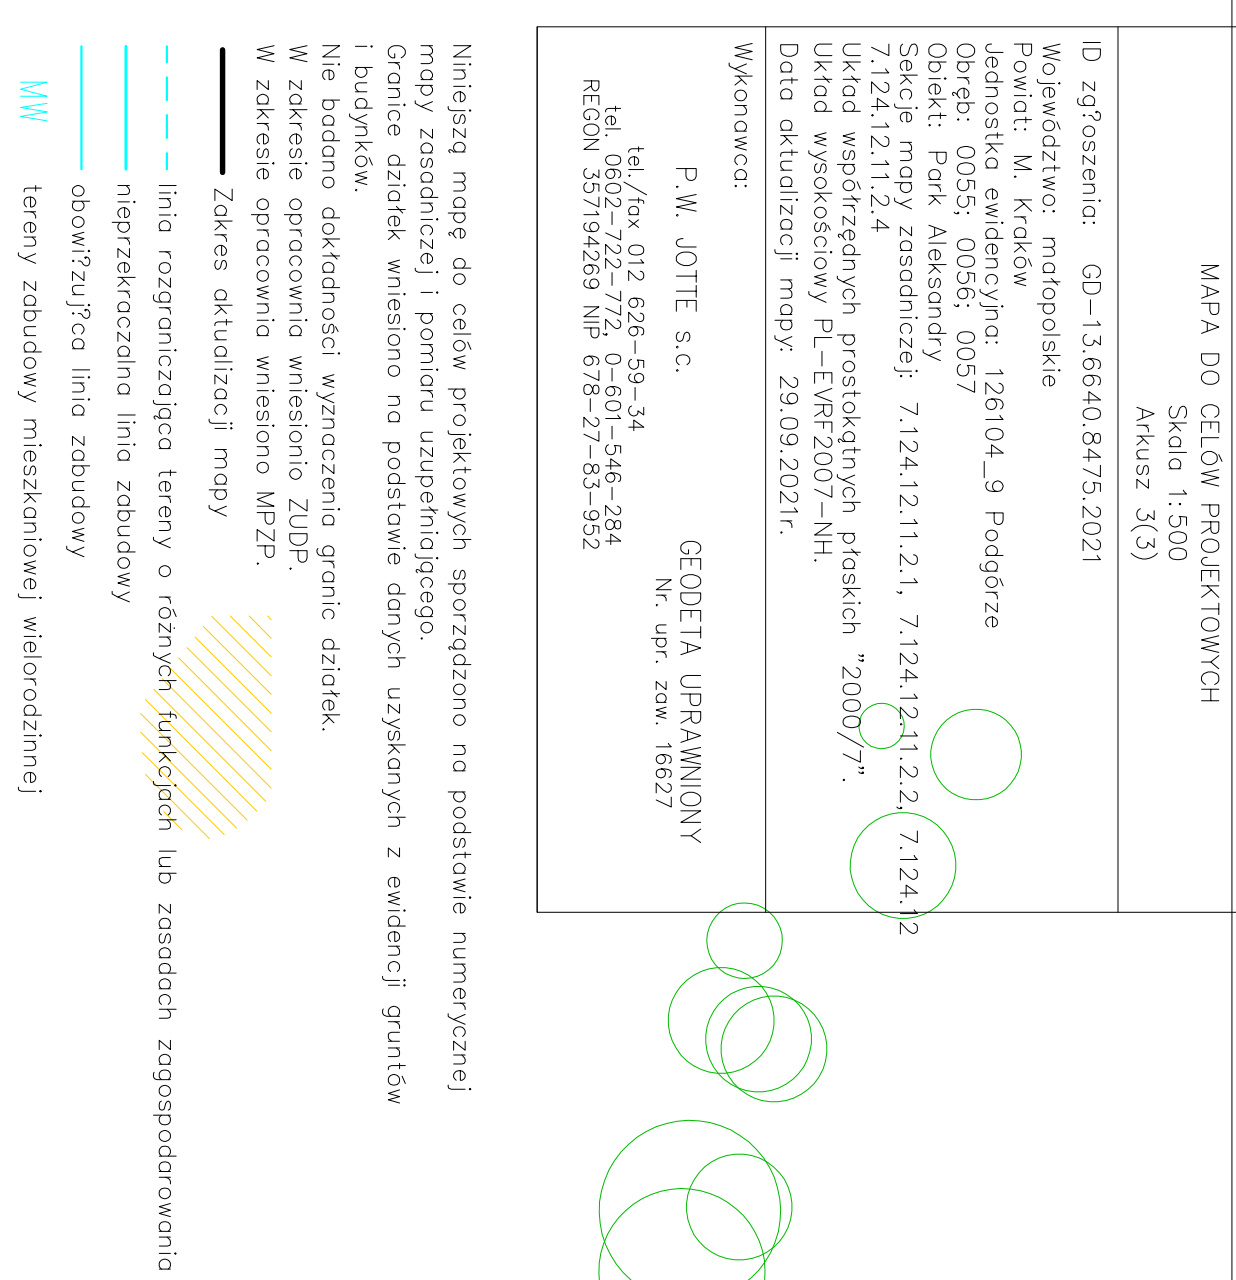 MAPA DO CELÓW PROJEKTOWYCH
Skala 1:500
Arkusz 3(3)
ID zg?oszenia: GD-13.6640.8475.2021
Województwo: małopolskie
Powiat: M. Kraków
Jednostka ewidencyjna: 126104_9 Podgórze
Obręb: 0055; 0056; 0057
Obiekt: Park Aleksandry
Sekcje mapy zasadniczej: 7.124.12.11.2.1, 7.124.12.11.2.2, 7.124.12
7.124.12.11.2.4
Układ współrzędnych prostokątnych płaskich "2000/7".
Układ wysokościowy PL-EVRF2007-NH.
Data aktualizacji mapy: 29.09.2021r.
Wykonawca:
P.W. JOTTE s.c.
GEODETA UPRAWNIONY
Nr. upr. zaw. 16627
tel./fax 012 626-59-34
tel. 0602-722-772, 0-601-546-284
REGON 357194269 NIP 678-27-83-952
Niniejszą mapę do celów projektowych sporządzono na podstawie numerycznej
mapy zasadniczej i pomiaru uzupełniającego.
Granice działek wniesiono na podstawie danych uzyskanych z ewidencji gruntów
i budynków.
Nie badano dokładności wyznaczenia granic działek.
W zakresie opracownia wniesionio ZUDP.
W zakresie opracownia wniesiono MPZP.
Zakres aktualizacji mapy
linia rozgraniczająca tereny o różnych funkcjach lub zasadach zagospodarowania
nieprzekraczalna linia zabudowy
obowi?zuj?ca linia zabudowy
MW tereny zabudowy mieszkaniowej wielorodzinnej